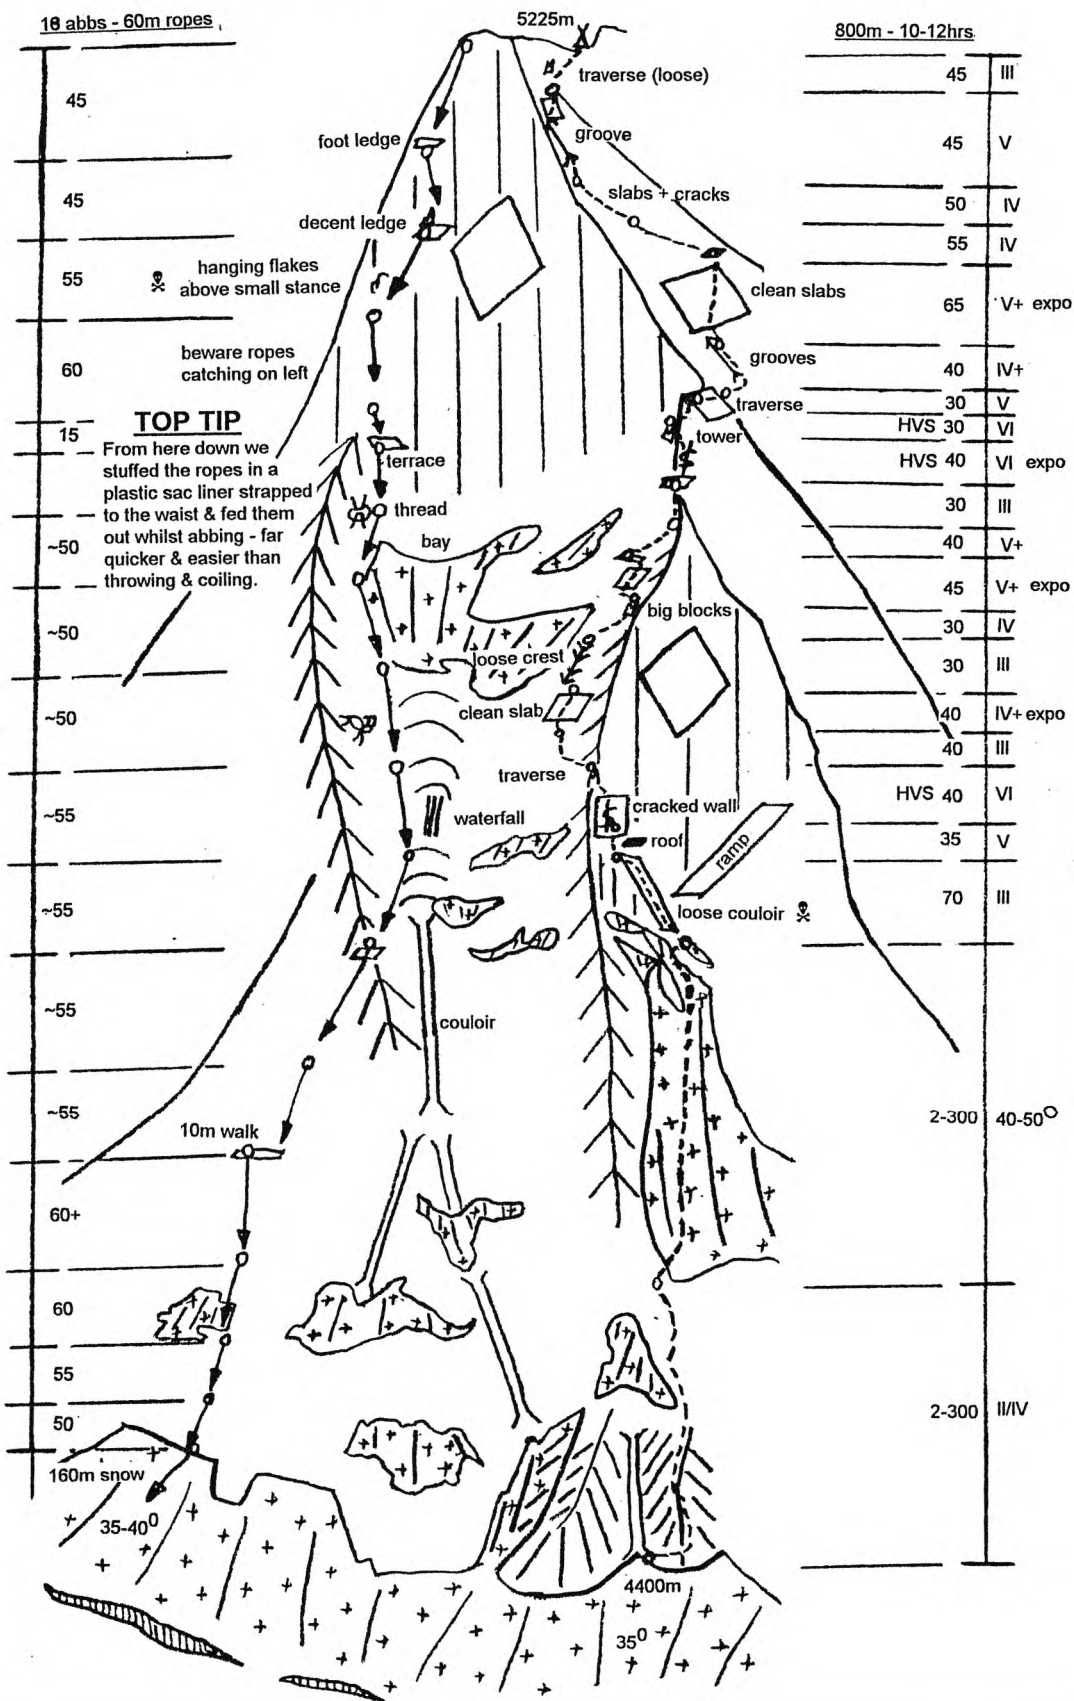 18 abbs - 60m ropes
5225m
800m - 10-12hrs
45
45
55
60
15
~50
~50
~50
~55
~55
~55
~55
60+
60
55
50
foot ledge
decent ledge
hanging flakes
above small stance
beware ropes
catching on left
TOP TIP
From here down we
stuffed the ropes in a
plastic sac liner strapped
to the waist & fed them
out whilst abbing - far
quicker & easier than
throwing & coiling.
terrace
thread
bay
loose crest
clean slab
traverse
waterfall
couloir
10m walk
160m snow
35-40⁰
traverse (loose)
groove
slabs + cracks
clean slabs
grooves
traverse
tower
big blocks
cracked wall
roof
ramp
loose couloir
4400m
35⁰
45 III
45 V
50 IV
55 IV
65 V+ expo
40 IV+
30 V
HVS 30 VI
HVS 40 VI expo
30 III
40 V+
45 V+ expo
30 IV
30 III
40 IV+ expo
40 III
HVS 40 VI
35 V
70 III
2-300 40-50⁰
2-300 II/IV